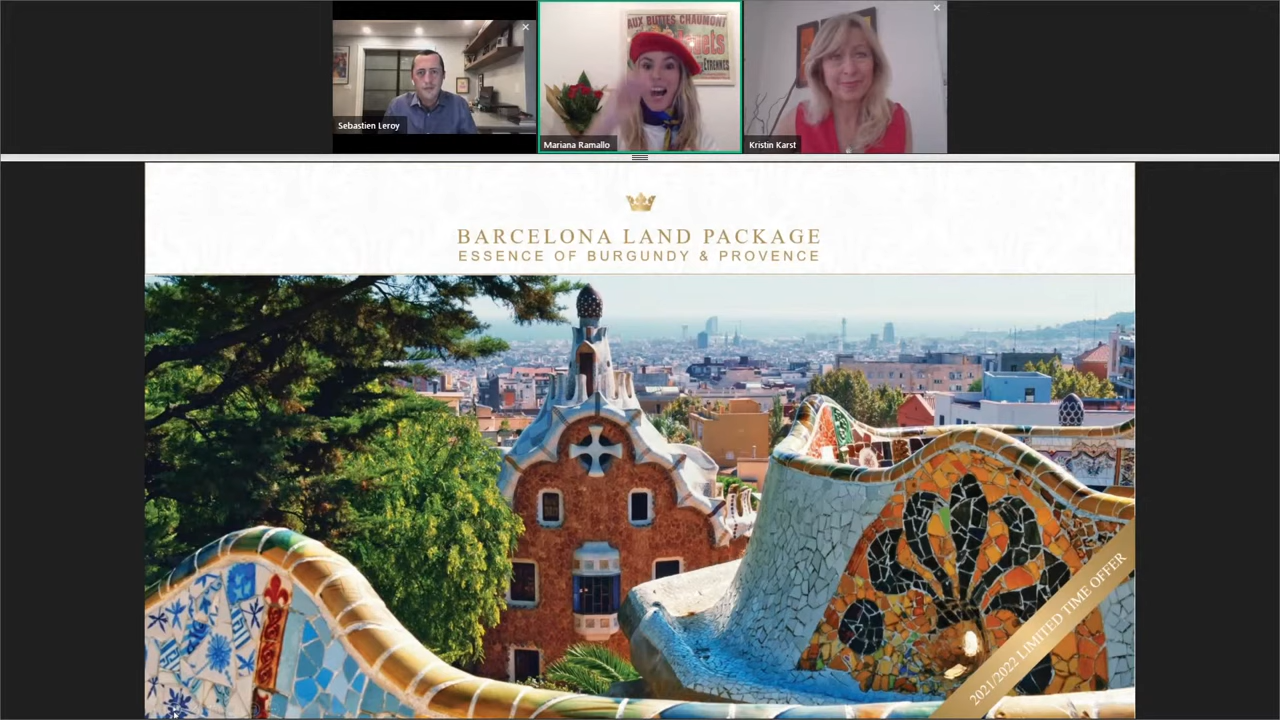 AUX BUTTES CHAUMONT
ETRENNES
Sebastien Leroy
Mariana Ramallo
Kristin Karst
BARCELONA LAND PACKAGE
ESSENCE OF BURGUNDY & PROVENCE
2021/2022 LIMITED TIME OFFER